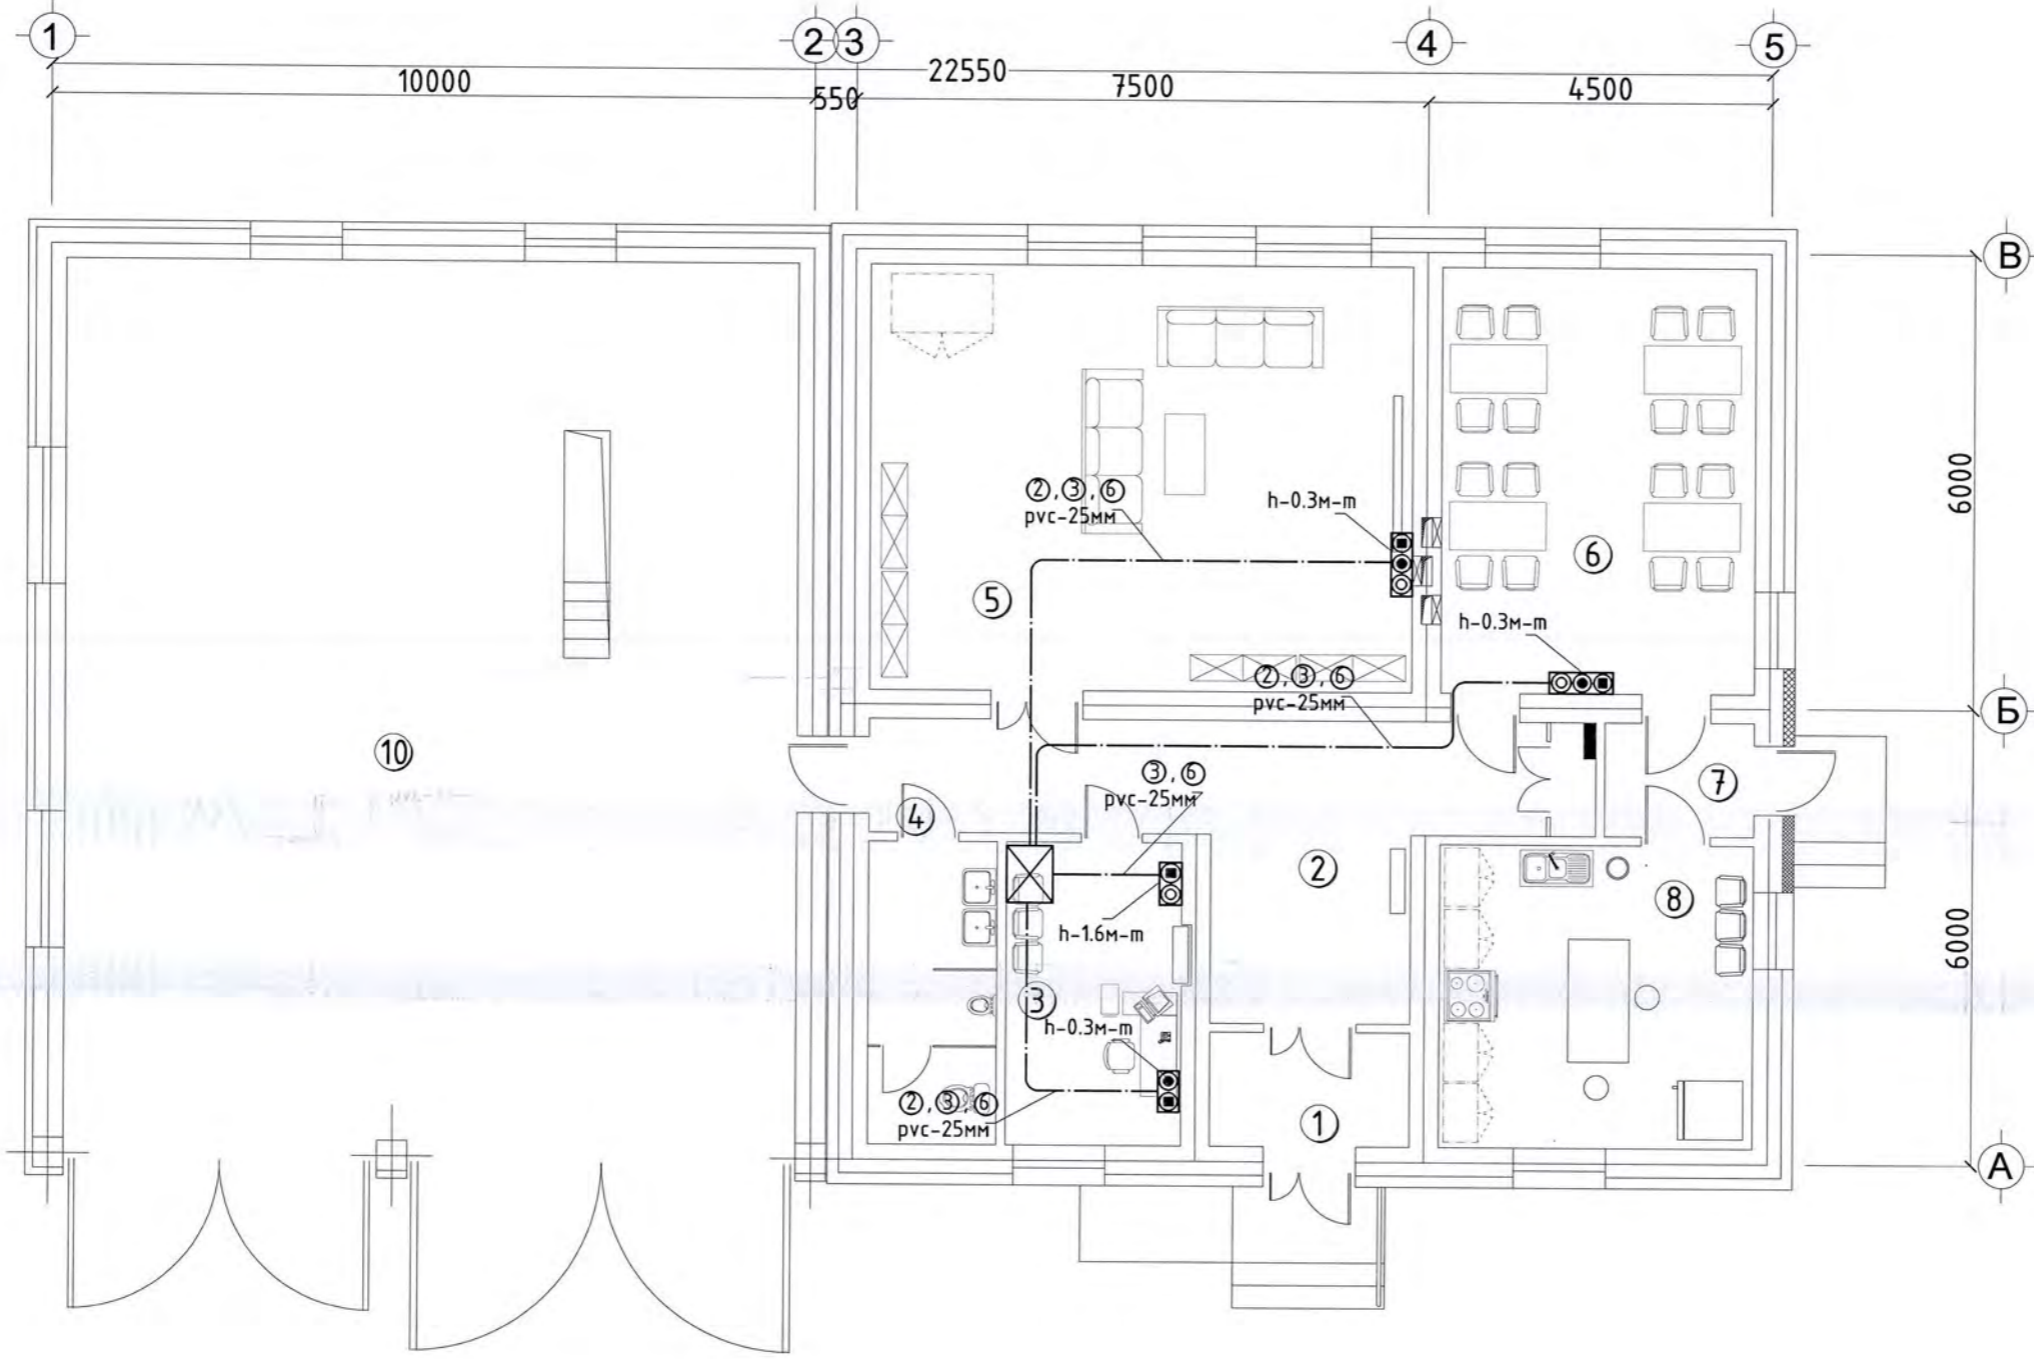 1
2
3
4
5
22550
10000
550
7500
4500
В
6000
②, ③, ⑥
pvc-25мм
h-0.3м-m
6
5
h-0.3м-m
②, ③, ⑥
pvc-25мм
Б
10
③, ⑥
pvc-25мм
7
4
2
8
h-1.6м-m
6000
3
h-0.3м-m
②, ③, ⑥
pvc-25мм
1
А